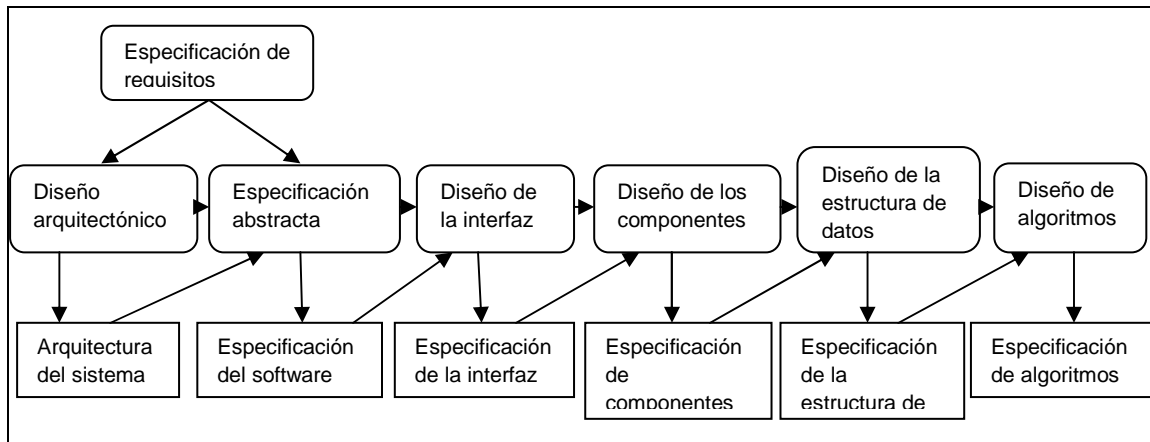 Especificación de
requisitos
Diseño
arquitectónico
Especificación
abstracta
Diseño de
la interfaz
Diseño de los
componentes
Diseño de la
estructura de
datos
Diseño de
algoritmos
Arquitectura
del sistema
Especificación
del software
Especificación
de la interfaz
Especificación
de
componentes
Especificación
de la
estructura de
Especificación
de algoritmos